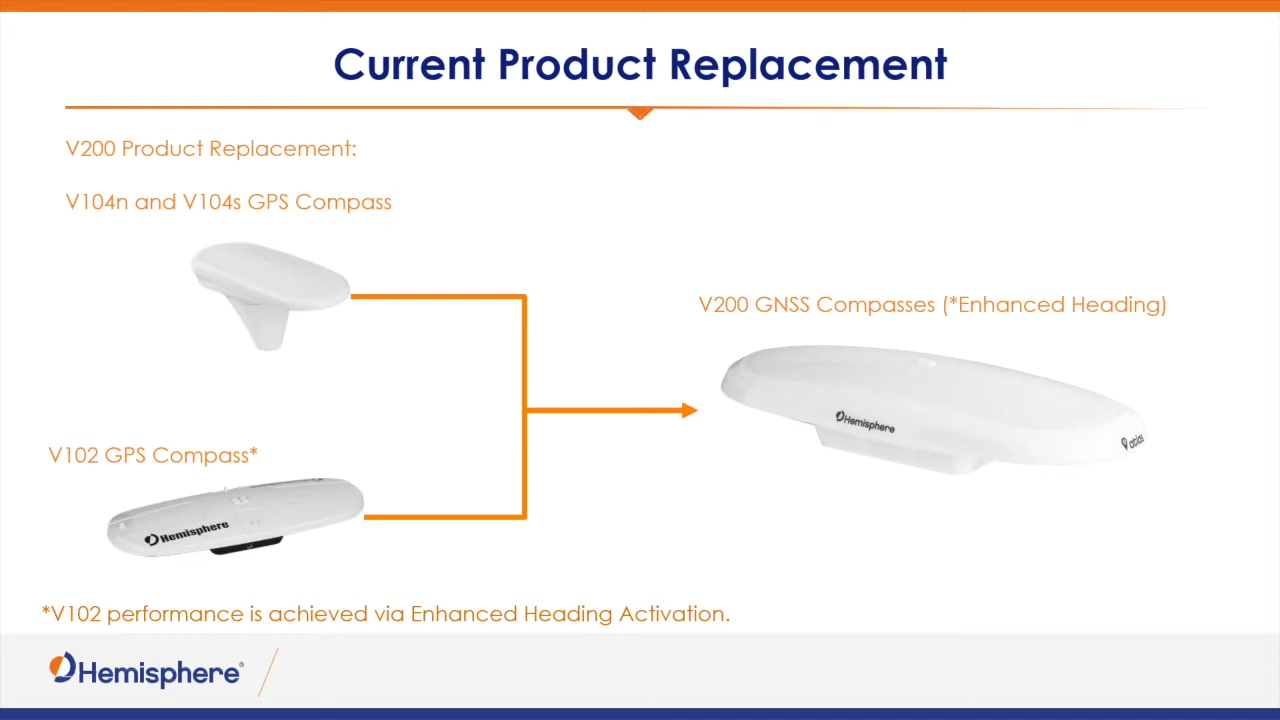 Current Product Replacement
V200 Product Replacement:
V104n and V104s GPS Compass
V200 GNSS Compasses (*Enhanced Heading)
Hemisphere
atlas
V102 GPS Compass*
Hemisphere
*V102 performance is achieved via Enhanced Heading Activation.
Hemisphere®